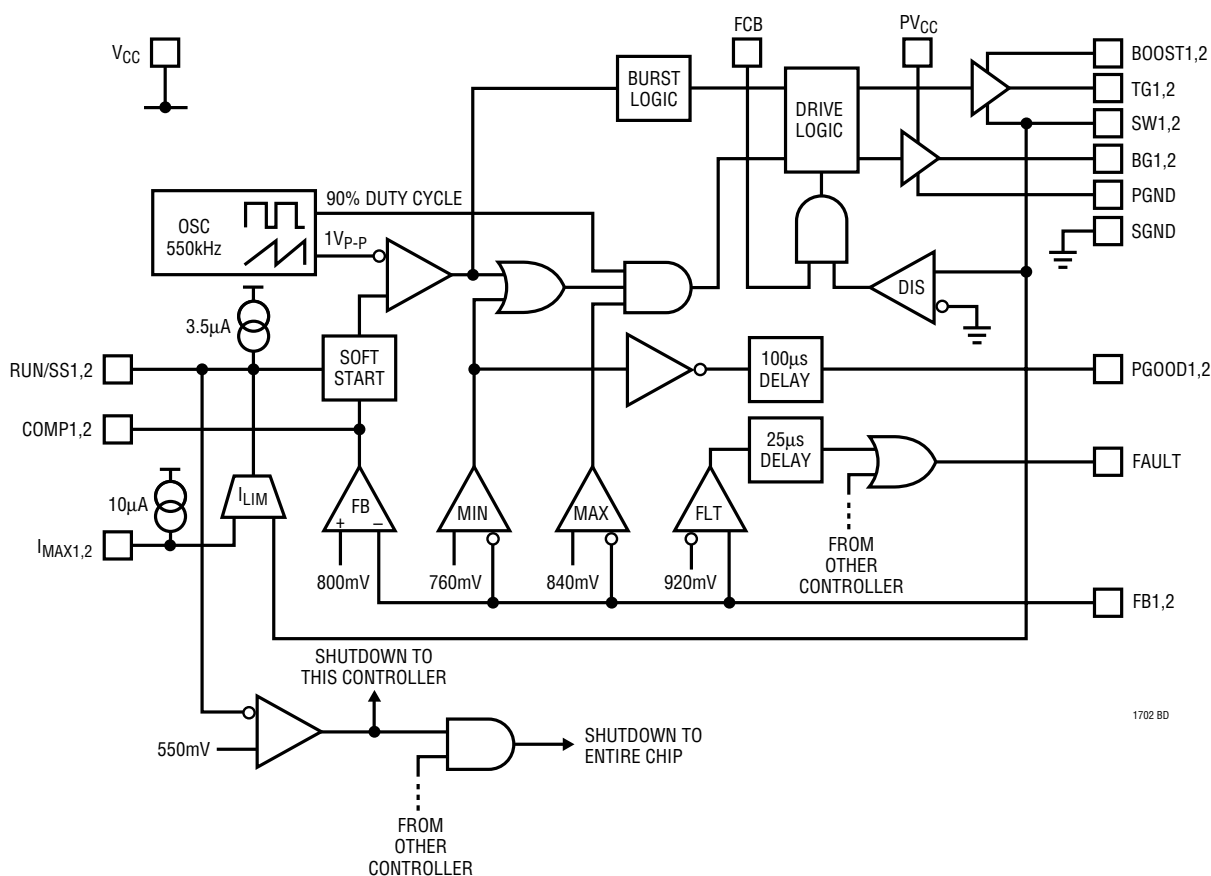 VCC
FCB
PVCC
BOOST1,2
TG1,2
SW1,2
BG1,2
PGND
SGND
BURST
LOGIC
DRIVE
LOGIC
90% DUTY CYCLE
OSC
550kHz
1VP-P
DIS
3.5µA
RUN/SS1,2
SOFT
START
100µs
DELAY
PGOOD1,2
COMP1,2
25µs
DELAY
FAULT
10µA
ILIM
FB
+
–
MIN
MAX
FLT
IMAX1,2
FROM
OTHER
CONTROLLER
800mV
760mV
840mV
920mV
FB1,2
SHUTDOWN TO
THIS CONTROLLER
550mV
SHUTDOWN TO
ENTIRE CHIP
FROM
OTHER
CONTROLLER
1702 BD